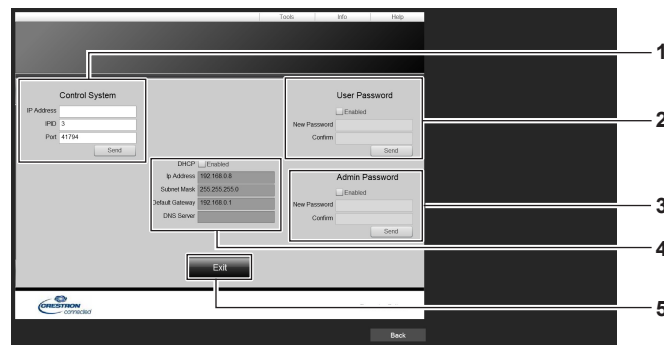 Tools Info Help
1
Control System
IP Address
IPID 3
Port 41794
Send
User Password
Enabled
New Password
Confirm
Send
2
DHCP Enabled
Ip Address 192.168.0.8
Subnet Mask 255.255.255.0
Default Gateway 192.168.0.1
DNS Server
Admin Password
Enabled
New Password
Confirm
Send
3
4
Exit
5
CRESTRON
connected
Back